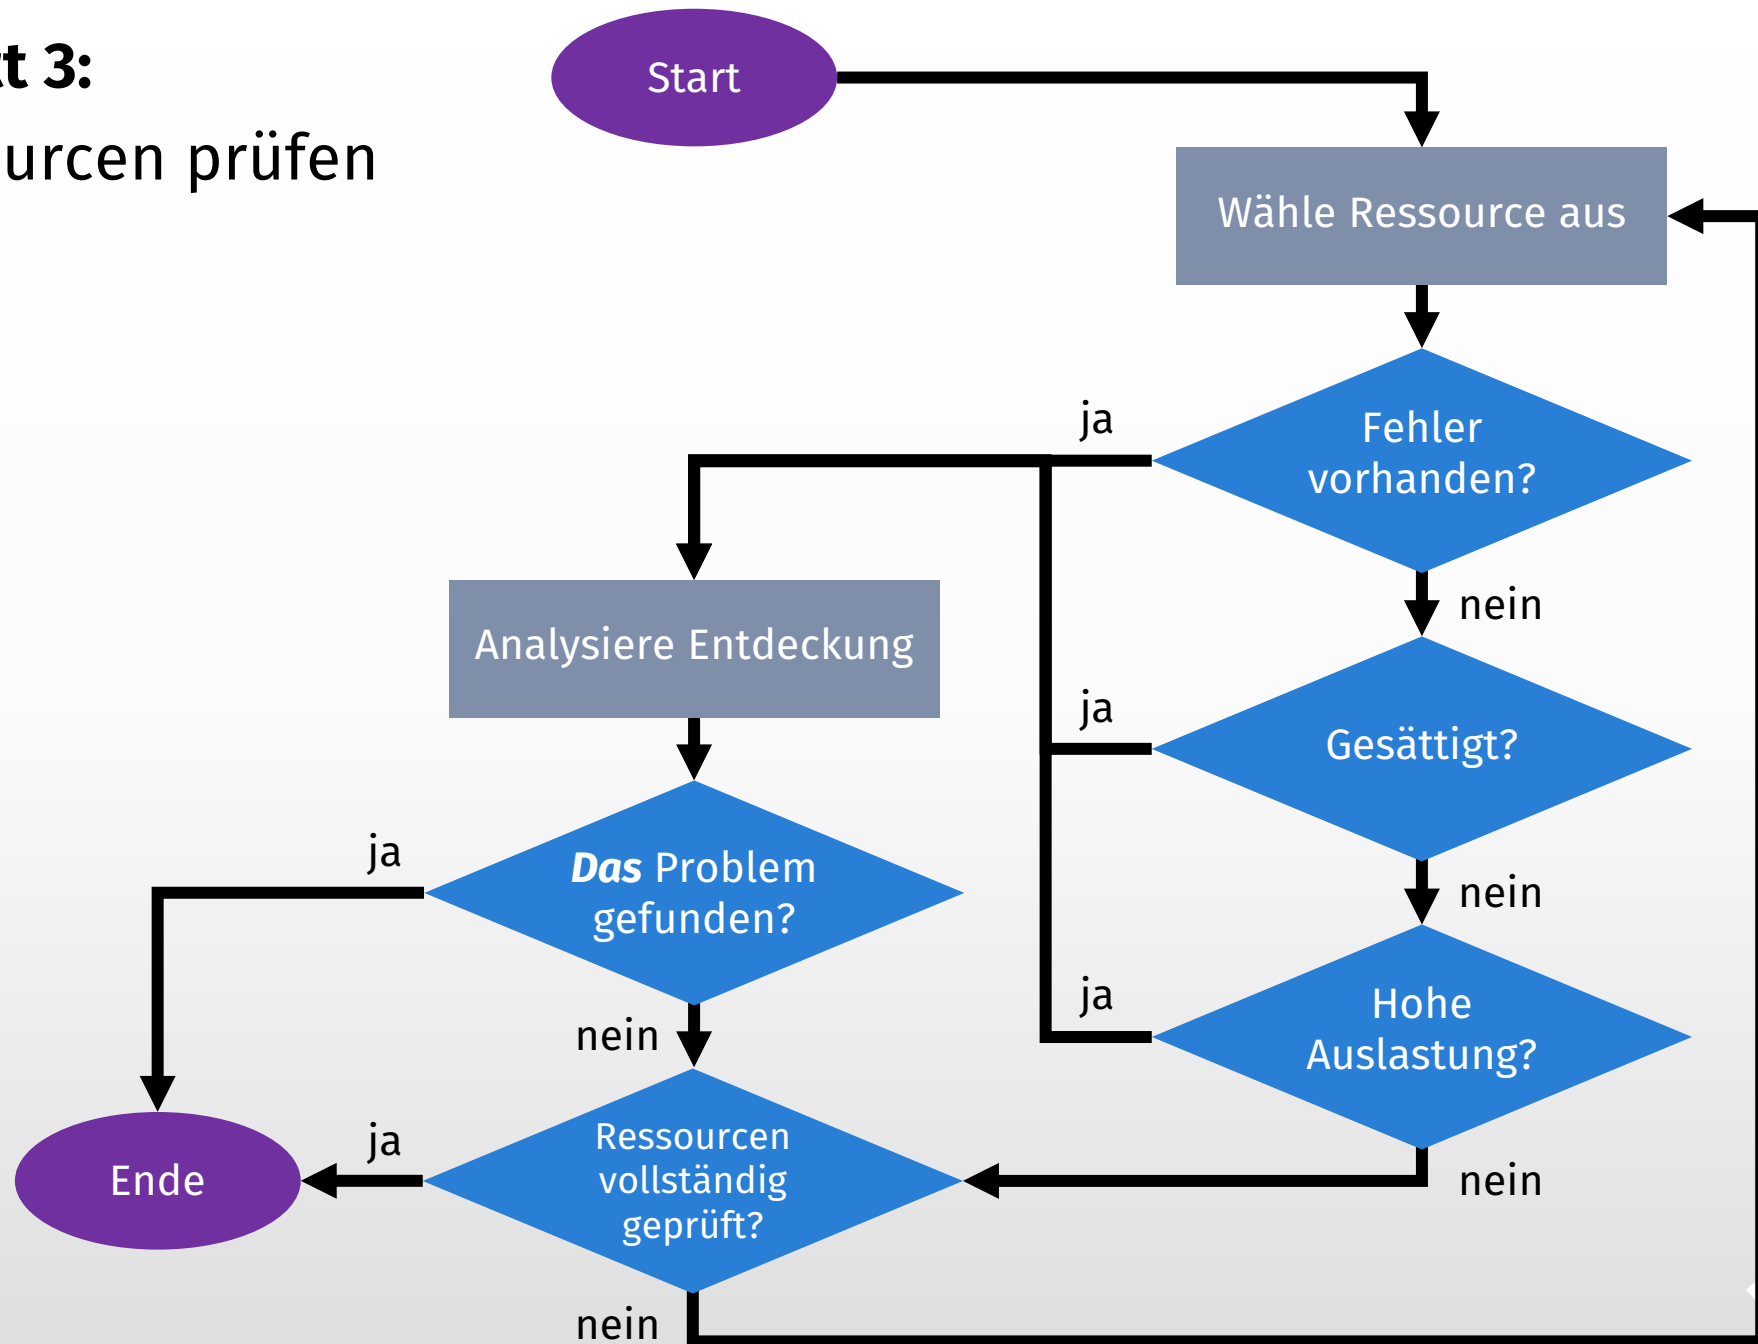 t 3:
urcen prüfen
Start
Wähle Ressource aus
Fehler
vorhanden?
ja
nein
Analysiere Entdeckung
Gesättigt?
ja
nein
Das Problem
gefunden?
ja
nein
Hohe
Auslastung?
ja
nein
Ressourcen
vollständig
geprüft?
ja
nein
Ende